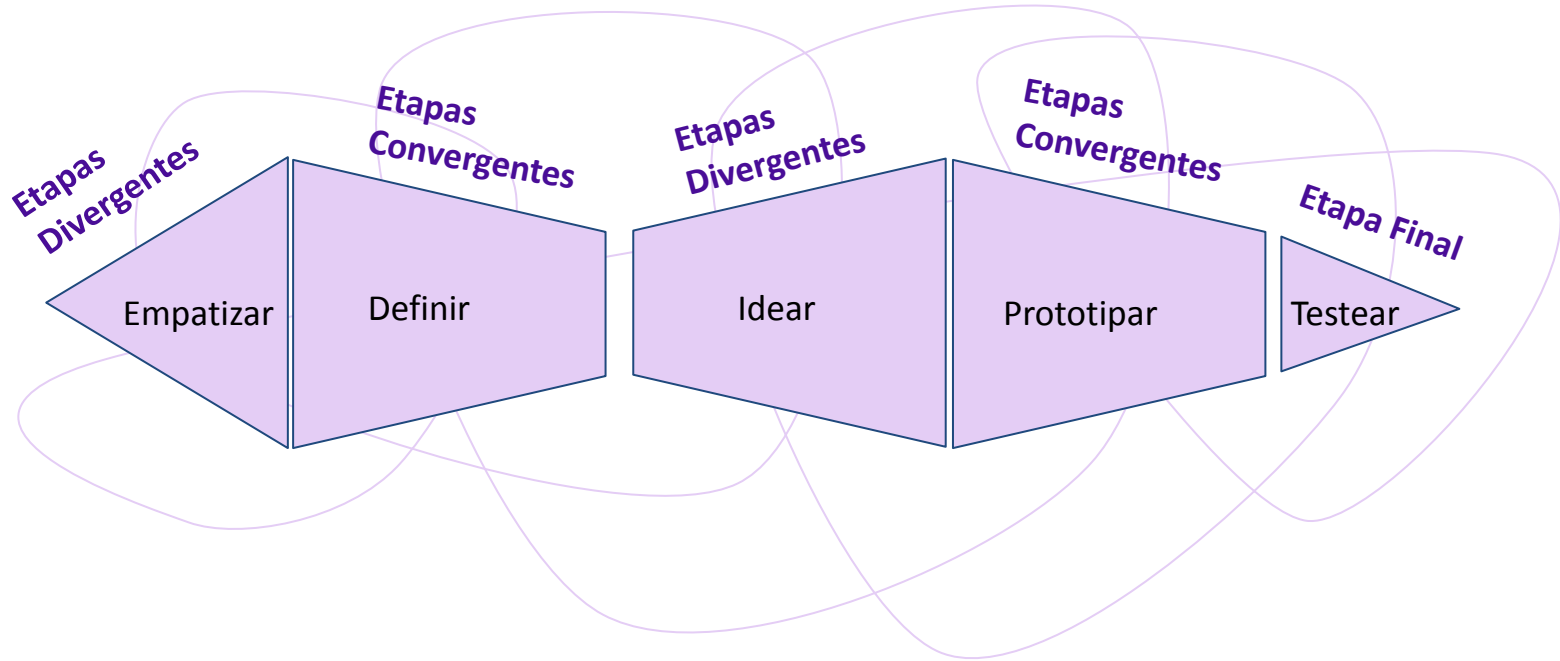 Etapas
Divergentes
Etapas
Convergentes
Etapas
Divergentes
Etapas
Convergentes
Etapa Final
Empatizar
Definir
Idear
Prototipar
Testear